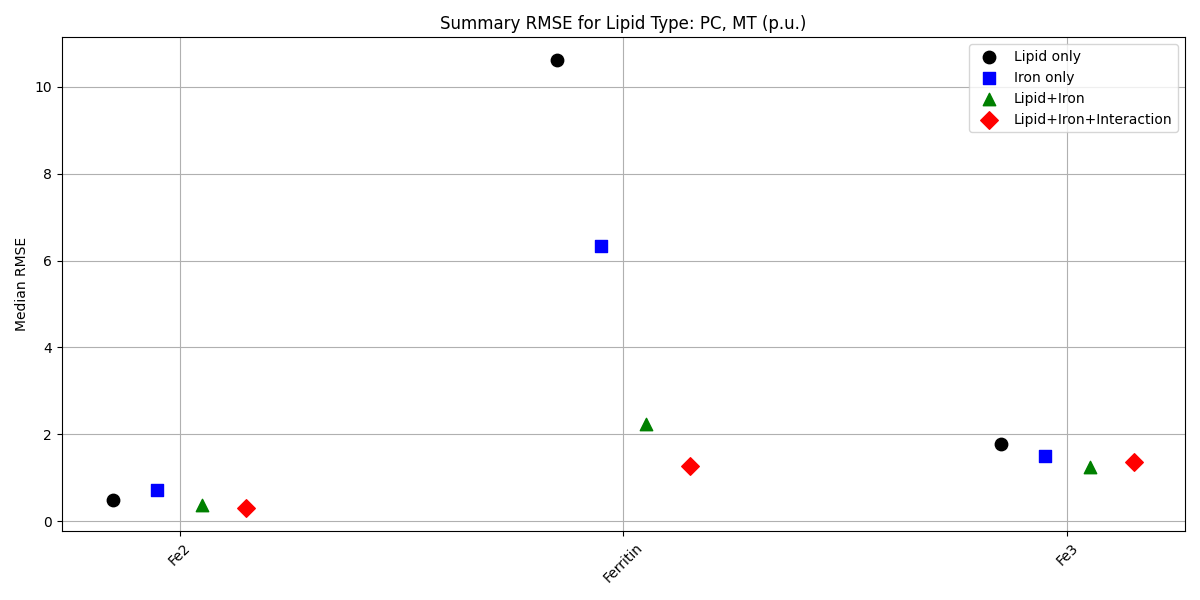 Summary RMSE for Lipid Type: PC, MT (p.u.)
Lipid only
Iron only
Lipid+Iron
Lipid+Iron+Interaction
Median RMSE
10
8
6
4
2
0
Fe2
Ferritin
Fe3